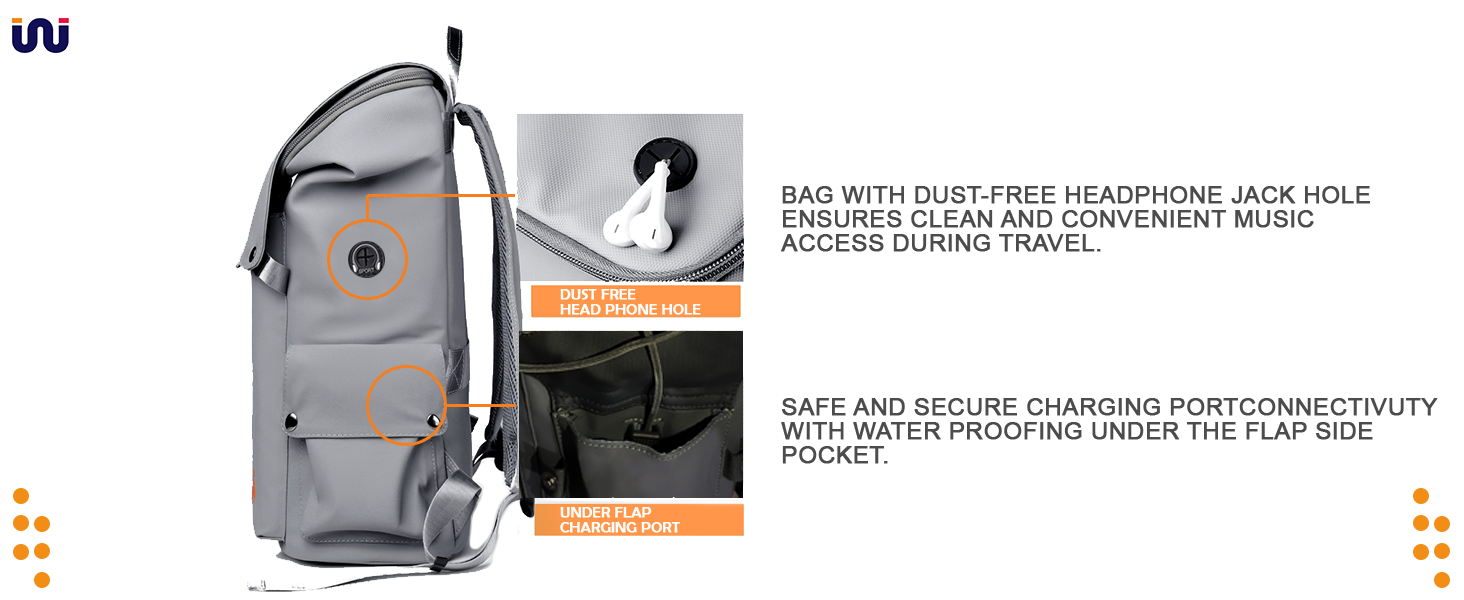 SPORT
DUST FREE
HEAD PHONE HOLE
UNDER FLAP
CHARGING PORT
BAG WITH DUST-FREE HEADPHONE JACK HOLE
ENSURES CLEAN AND CONVENIENT MUSIC
ACCESS DURING TRAVEL.
SAFE AND SECURE CHARGING PORTCONNECTIVUTY
WITH WATER PROOFING UNDER THE FLAP SIDE
POCKET.